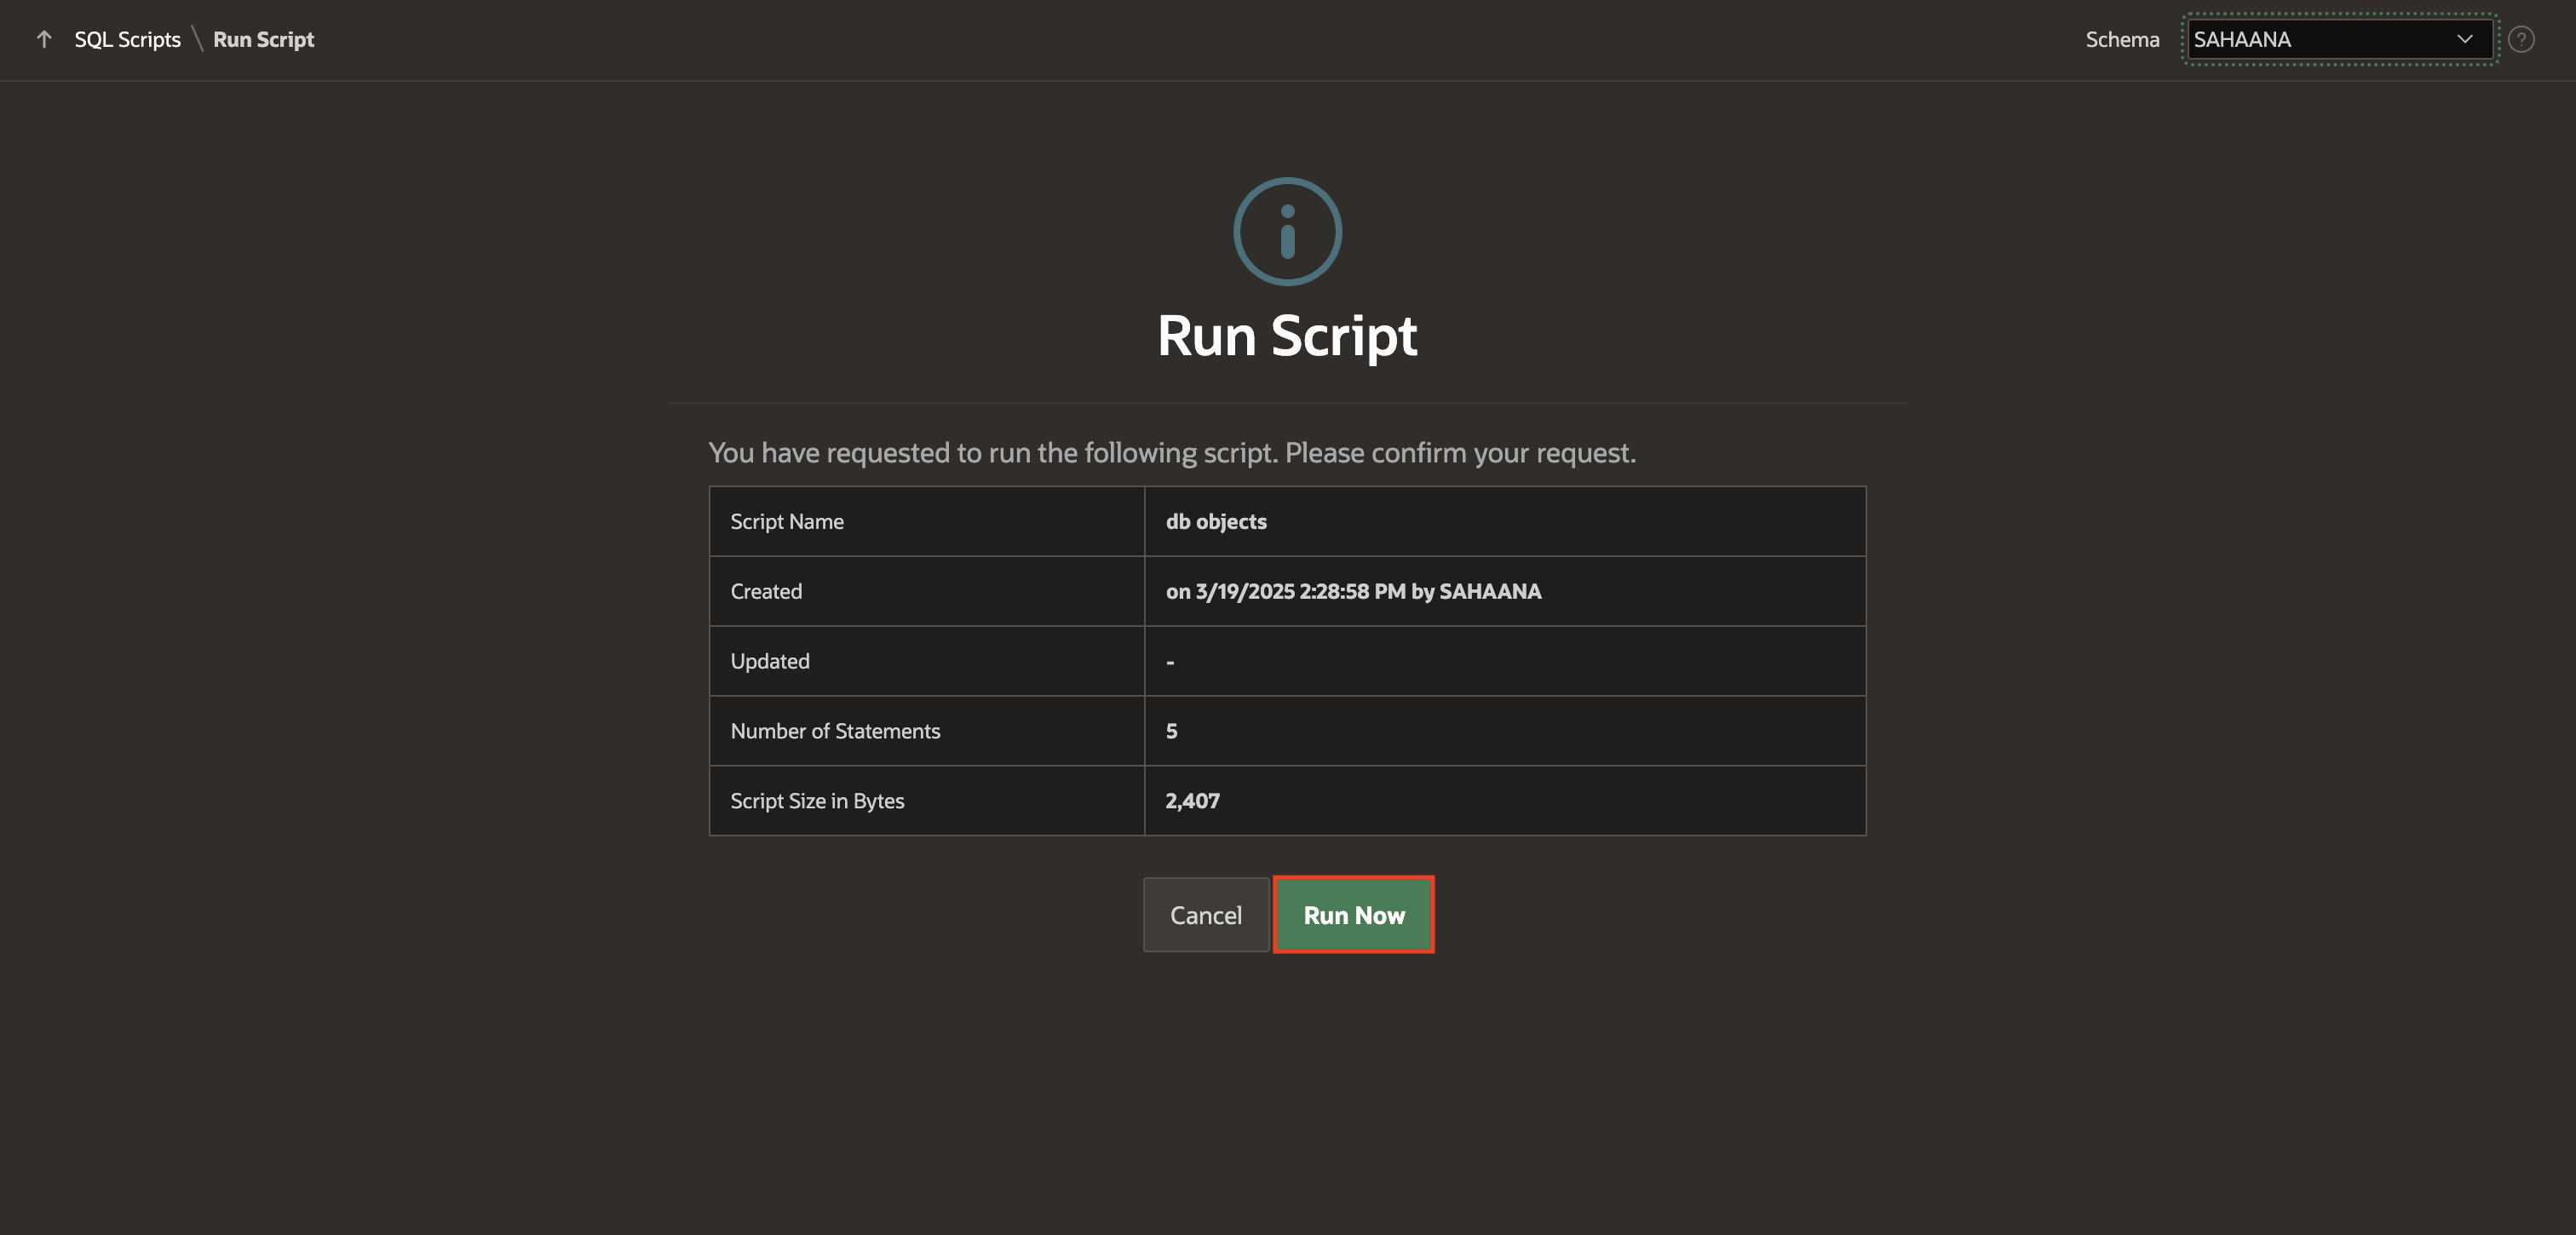 SQL Scripts \ Run Script
Schema SAHAANA ?
Run Script
You have requested to run the following script. Please confirm your request.
Script Name db objects
Created on 3/19/2025 2:28:58 PM by SAHAANA
Updated -
Number of Statements 5
Script Size in Bytes 2,407
Cancel Run Now